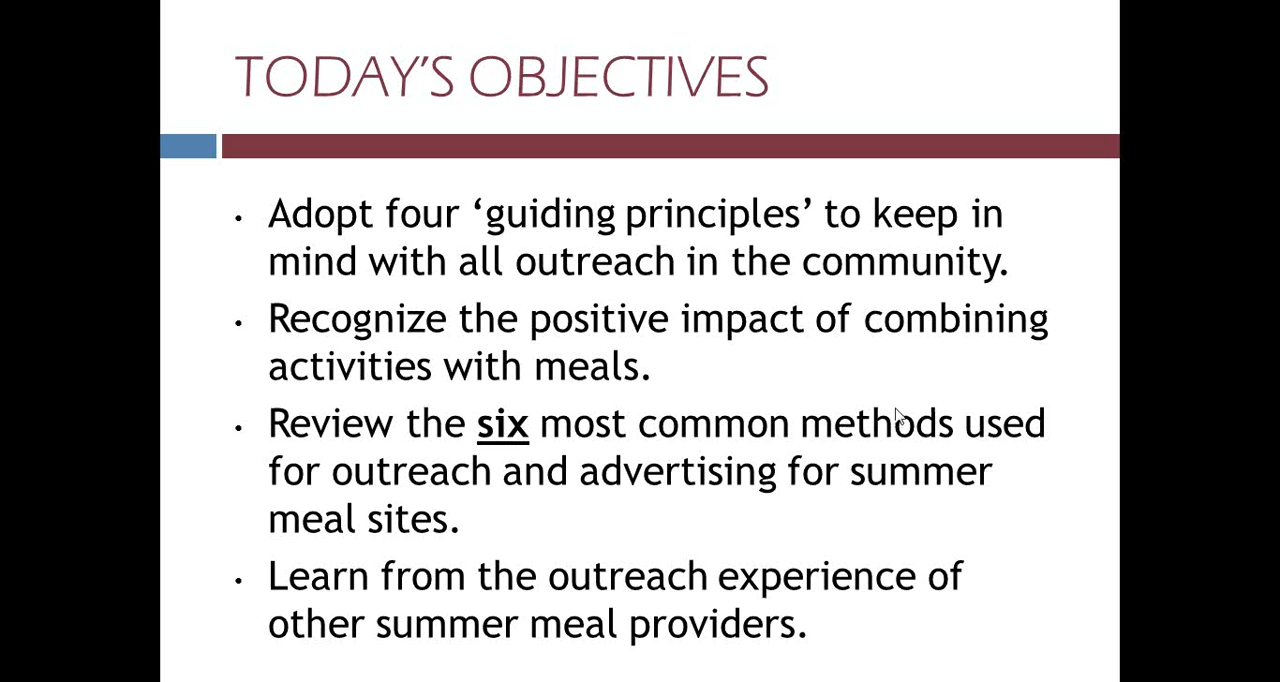 TODAY'S OBJECTIVES
• Adopt four ‘guiding principles’ to keep in
mind with all outreach in the community.
• Recognize the positive impact of combining
activities with meals.
• Review the six most common methods used
for outreach and advertising for summer
meal sites.
• Learn from the outreach experience of
other summer meal providers.